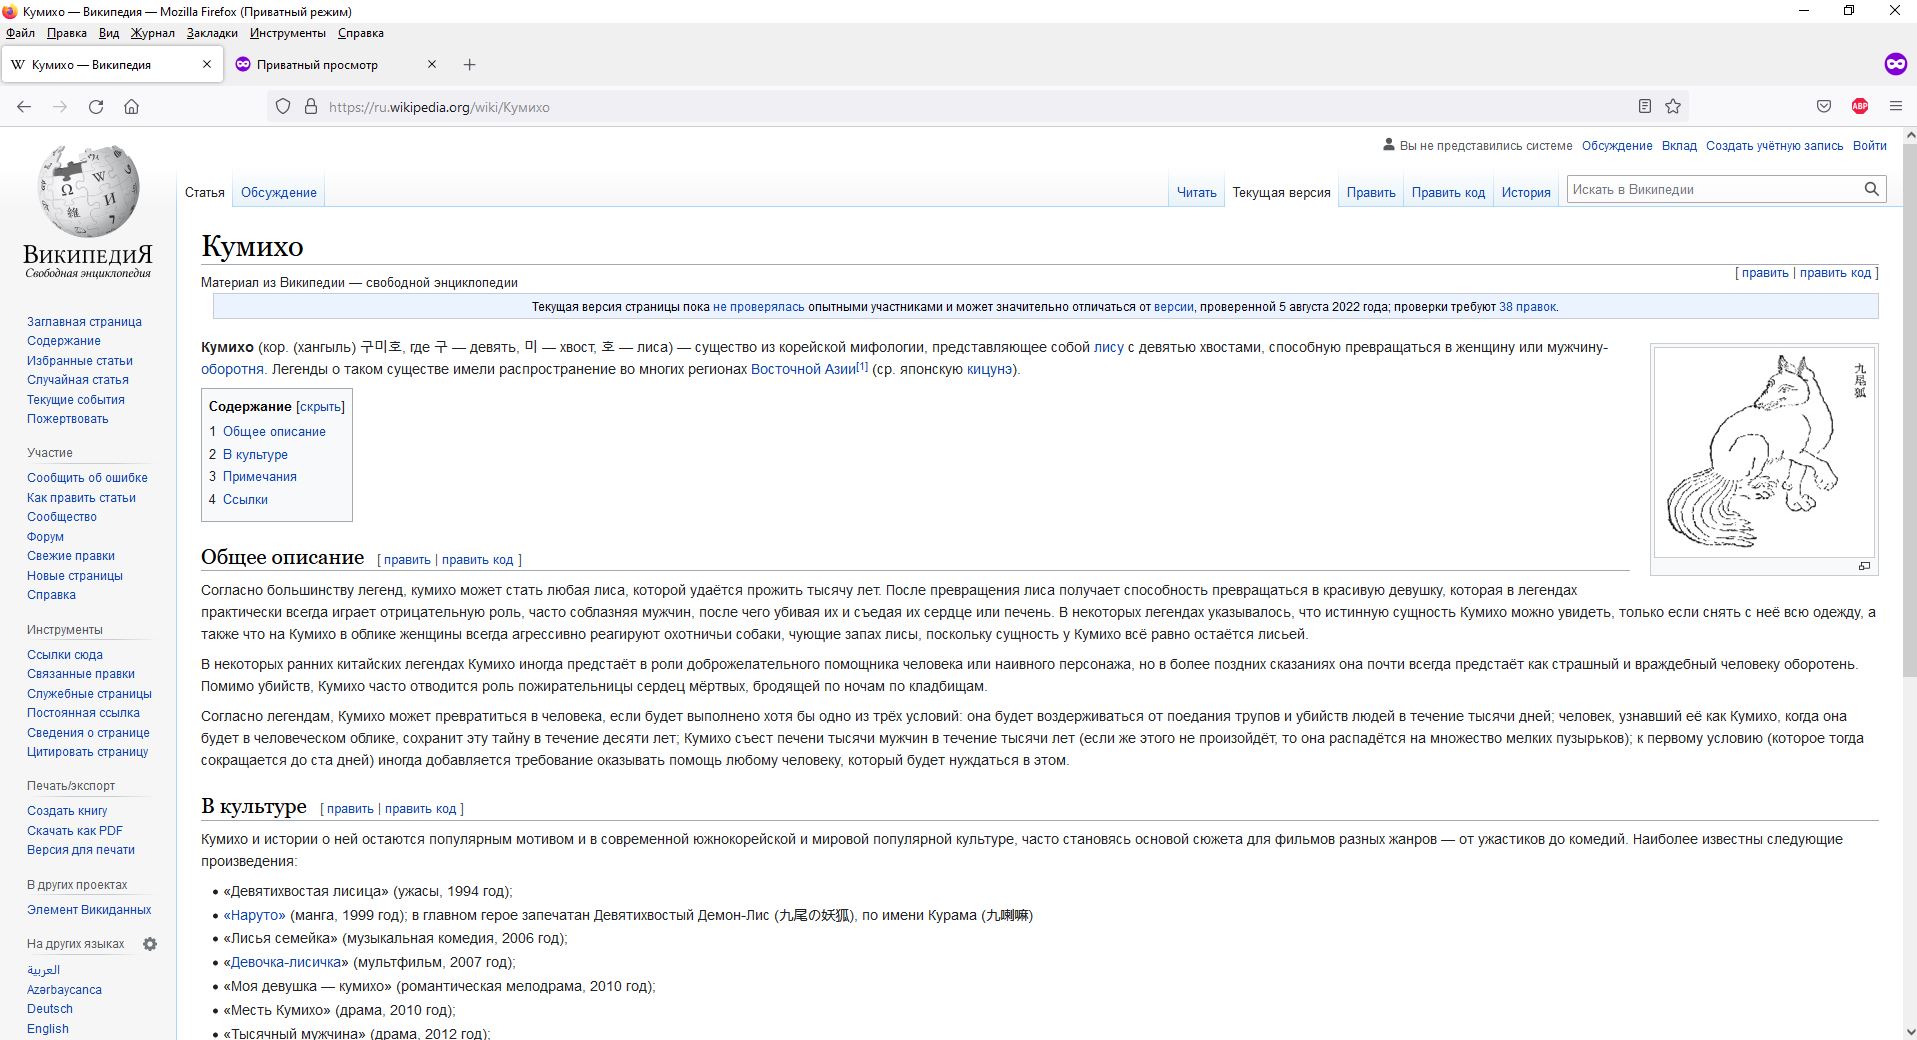 Кумихо — Википедия — Mozilla Firefox (Приватный режим)
Файл Правка Вид Журнал Закладки Инструменты Справка
W Кумихо — Википедия
Приватный просмотр
https://ru.wikipedia.org/wiki/Кумихо
ABP
Вы не представились системе Обсуждение Вклад Создать учётную запись Войти
Статья Обсуждение
Читать Текущая версия Править Править код История
Искать в Википедии
Ω W И 維
ВикипедиЯ
Свободная энциклопедия
Заглавная страница
Содержание
Избранные статьи
Случайная статья
Текущие события
Пожертвовать
Участие
Сообщить об ошибке
Как править статьи
Сообщество
Форум
Свежие правки
Новые страницы
Справка
Инструменты
Ссылки сюда
Связанные правки
Служебные страницы
Постоянная ссылка
Сведения о странице
Цитировать страницу
Печать/экспорт
Создать книгу
Скачать как PDF
Версия для печати
В других проектах
Элемент Викиданных
На других языках
العربية
Azərbaycanca
Deutsch
English
Кумихо
[ править | править код ]
Материал из Википедии — свободной энциклопедии
Текущая версия страницы пока не проверялась опытными участниками и может значительно отличаться от версии, проверенной 5 августа 2022 года; проверки требуют 38 правок.
Кумихо (кор. (хангыль) 구미호, где 구 — девять, 미 — хвост, 호 — лиса) — существо из корейской мифологии, представляющее собой лису с девятью хвостами, способную превращаться в женщину или мужчину-
оборотня. Легенды о таком существе имели распространение во многих регионах Восточной Азии[1] (ср. японскую кицунэ).
九尾狐
Содержание [скрыть]
1 Общее описание
2 В культуре
3 Примечания
4 Ссылки
Общее описание [ править | править код ]
Согласно большинству легенд, кумихо может стать любая лиса, которой удаётся прожить тысячу лет. После превращения лиса получает способность превращаться в красивую девушку, которая в легендах
практически всегда играет отрицательную роль, часто соблазняя мужчин, после чего убивая их и съедая их сердце или печень. В некоторых легендах указывалось, что истинную сущность Кумихо можно увидеть, только если снять с неё всю одежду, а
также что на Кумихо в облике женщины всегда агрессивно реагируют охотничьи собаки, чующие запах лисы, поскольку сущность у Кумихо всё равно остаётся лисьей.
В некоторых ранних китайских легендах Кумихо иногда предстаёт в роли доброжелательного помощника человека или наивного персонажа, но в более поздних сказаниях она почти всегда предстаёт как страшный и враждебный человеку оборотень.
Помимо убийств, Кумихо часто отводится роль пожирательницы сердец мёртвых, бродящей по ночам по кладбищам.
Согласно легендам, Кумихо может превратиться в человека, если будет выполнено хотя бы одно из трёх условий: она будет воздерживаться от поедания трупов и убийств людей в течение тысячи дней; человек, узнавший её как Кумихо, когда она
будет в человеческом облике, сохранит эту тайну в течение десяти лет; Кумихо съест печени тысячи мужчин в течение тысячи лет (если же этого не произойдёт, то она распадётся на множество мелких пузырьков); к первому условию (которое тогда
сокращается до ста дней) иногда добавляется требование оказывать помощь любому человеку, который будет нуждаться в этом.
В культуре [ править | править код ]
Кумихо и истории о ней остаются популярным мотивом и в современной южнокорейской и мировой популярной культуре, часто становясь основой сюжета для фильмов разных жанров — от ужастиков до комедий. Наиболее известны следующие
произведения:
• «Девятихвостая лисица» (ужасы, 1994 год);
• «Наруто» (манга, 1999 год); в главном герое запечатан Девятихвостый Демон-Лис (九尾の妖狐), по имени Курама (九喇嘛)
• «Лисья семейка» (музыкальная комедия, 2006 год);
• «Девочка-лисичка» (мультфильм, 2007 год);
• «Моя девушка — кумихо» (романтическая мелодрама, 2010 год);
• «Месть Кумихо» (драма, 2010 год);
• «Тысячный мужчина» (драма, 2012 год);